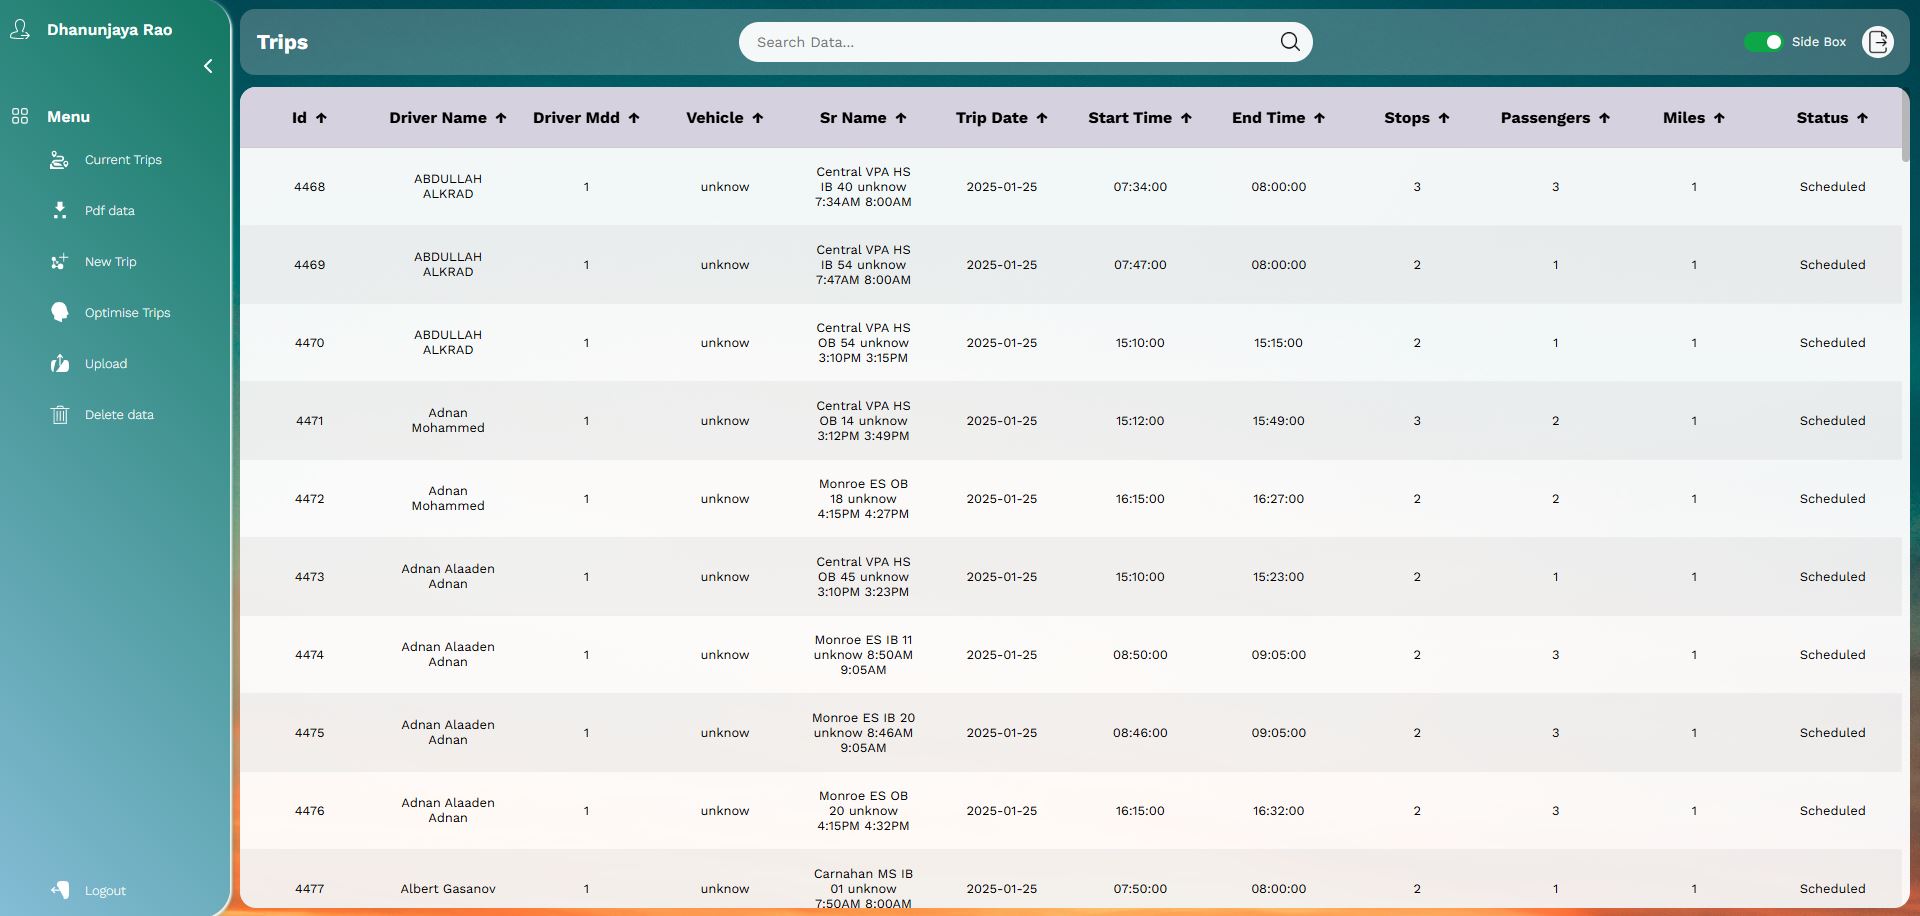 Dhanunjaya Rao
Menu
Current Trips
Pdf data
New Trip
Optimise Trips
Upload
Delete data
Logout
Trips
Search Data...
Side Box
Id Driver Name Driver Mdd Vehicle Sr Name Trip Date Start Time End Time Stops Passengers Miles Status
4468 ABDULLAH ALKRAD 1 unknow Central VPA HS IB 40 unknow 7:34AM 8:00AM 2025-01-25 07:34:00 08:00:00 3 3 1 Scheduled
4469 ABDULLAH ALKRAD 1 unknow Central VPA HS IB 54 unknow 7:47AM 8:00AM 2025-01-25 07:47:00 08:00:00 2 1 1 Scheduled
4470 ABDULLAH ALKRAD 1 unknow Central VPA HS OB 54 unknow 3:10PM 3:15PM 2025-01-25 15:10:00 15:15:00 2 1 1 Scheduled
4471 Adnan Mohammed 1 unknow Central VPA HS OB 14 unknow 3:12PM 3:49PM 2025-01-25 15:12:00 15:49:00 3 2 1 Scheduled
4472 Adnan Mohammed 1 unknow Monroe ES OB 18 unknow 4:15PM 4:27PM 2025-01-25 16:15:00 16:27:00 2 2 1 Scheduled
4473 Adnan Alaaden Adnan 1 unknow Central VPA HS OB 45 unknow 3:10PM 3:23PM 2025-01-25 15:10:00 15:23:00 2 1 1 Scheduled
4474 Adnan Alaaden Adnan 1 unknow Monroe ES IB 11 unknow 8:50AM 9:05AM 2025-01-25 08:50:00 09:05:00 2 3 1 Scheduled
4475 Adnan Alaaden Adnan 1 unknow Monroe ES IB 20 unknow 8:46AM 9:05AM 2025-01-25 08:46:00 09:05:00 2 3 1 Scheduled
4476 Adnan Alaaden Adnan 1 unknow Monroe ES OB 20 unknow 4:15PM 4:32PM 2025-01-25 16:15:00 16:32:00 2 3 1 Scheduled
4477 Albert Gasanov 1 unknow Carnahan MS IB 01 unknow 7:50AM 8:00AM 2025-01-25 07:50:00 08:00:00 2 1 1 Scheduled